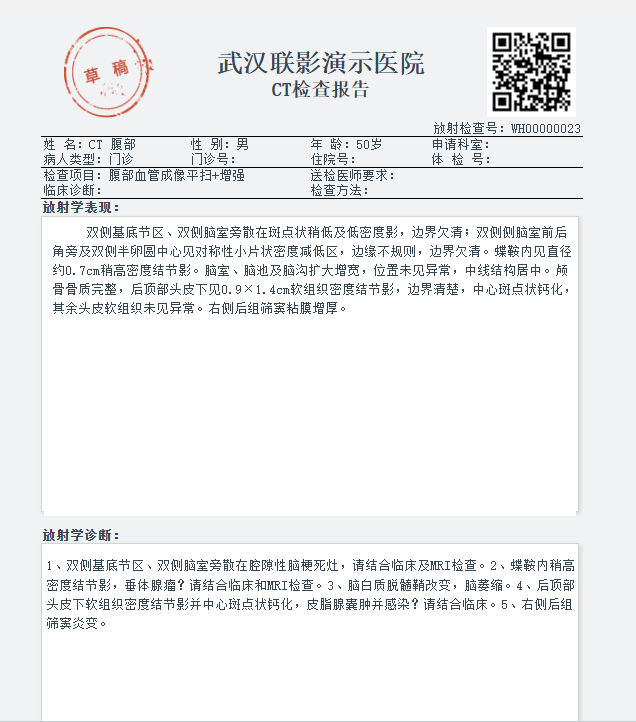 草 稿
武汉联影演示医院
CT检查报告
放射检查号：WH00000023
姓 名：CT 腹部 性 别：男 年 龄：50岁 申请科室：
病人类型：门诊 门诊号： 住院号： 体 检 号：
检查项目：腹部血管成像平扫+增强 送检医师要求：
临床诊断： 检查方法：
放射学表现：
双侧基底节区、双侧脑室旁散在斑点状稍低及低密度影，边界欠清；双侧侧脑室前后
角旁及双侧半卵圆中心见对称性小片状密度减低区，边缘不规则，边界欠清。蝶鞍内见直径
约0.7cm稍高密度结节影。脑室、脑池及脑沟扩大增宽，位置未见异常，中线结构居中。颅
骨骨质完整，后顶部头皮下见0.9×1.4cm软组织密度结节影，边界清楚，中心斑点状钙化，
其余头皮软组织未见异常。右侧后组筛窦粘膜增厚。
放射学诊断：
1、双侧基底节区、双侧脑室旁散在腔隙性脑梗死灶，请结合临床及MRI检查。2、蝶鞍内稍高
密度结节影，垂体腺瘤？请结合临床和MRI检查。3、脑白质脱髓鞘改变，脑萎缩。4、后顶部
头皮下软组织密度结节影并中心斑点状钙化，皮脂腺囊肿并感染？请结合临床。5、右侧后组
筛窦炎变。